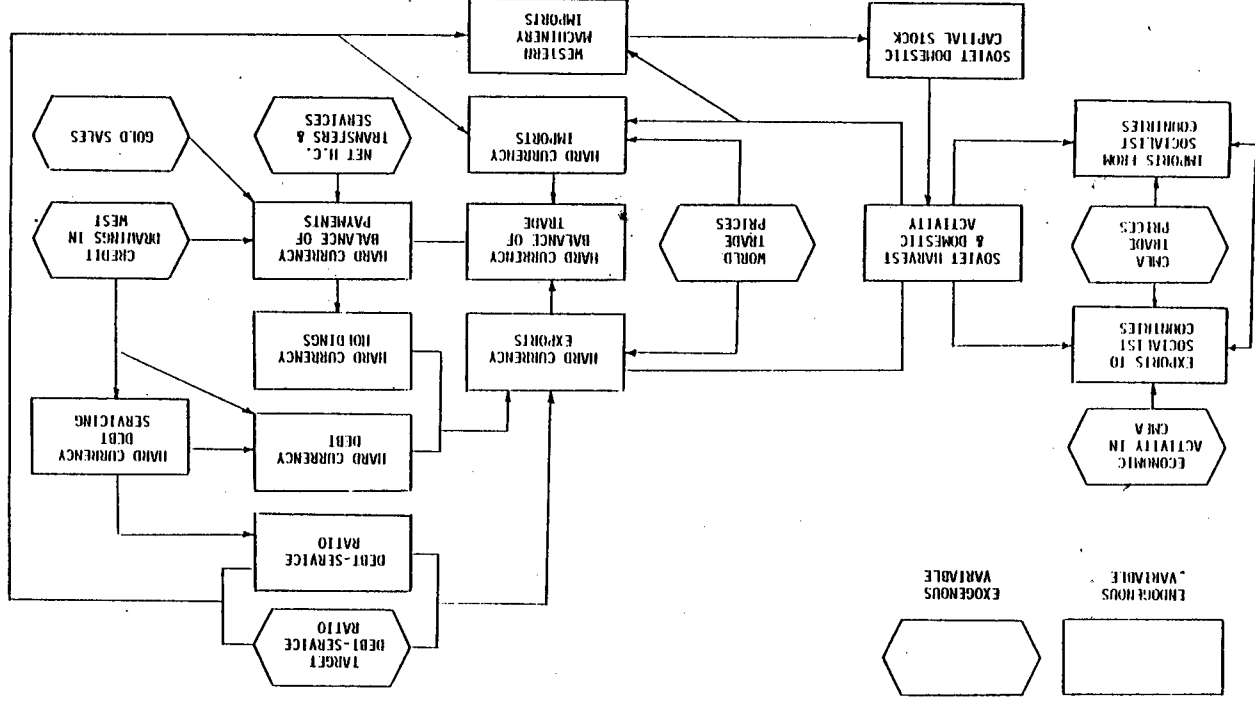 ENDOGENOUS
VARIABLE
EXOGENOUS
VARIABLE
TARGET
DEBT-SERVICE
RATIO
DEBT-SERVICE
RATIO
ECONOMIC
ACTIVITY IN
CMEA
HARD CURRENCY
DEBT
HARD CURRENCY
DEBT
SERVICING
EXPORTS TO
SOCIALIST
COUNTRIES
HARD CURRENCY
EXPORTS
HARD CURRENCY
HOLDINGS
CMEA
TRADE
PRICES
SOVIET HARVEST
& DOMESTIC
ACTIVITY
WORLD
TRADE
PRICES
HARD CURRENCY
BALANCE OF
TRADE
HARD CURRENCY
BALANCE OF
PAYMENTS
CREDIT
DRAWINGS IN
WEST
IMPORTS FROM
SOCIALIST
COUNTRIES
HARD CURRENCY
IMPORTS
NET H.C.
TRANSFERS &
SERVICES
GOLD SALES
SOVIET DOMESTIC
CAPITAL STOCK
WESTERN
MACHINERY
IMPORTS